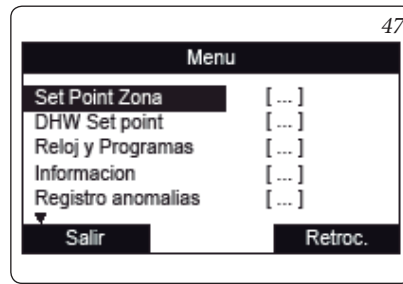 47
Menu
Set Point Zona [ ... ]
DHW Set point [ ... ]
Reloj y Programas [ ... ]
Informacion [ ... ]
Registro anomalias [ ... ]
Salir Retroc.